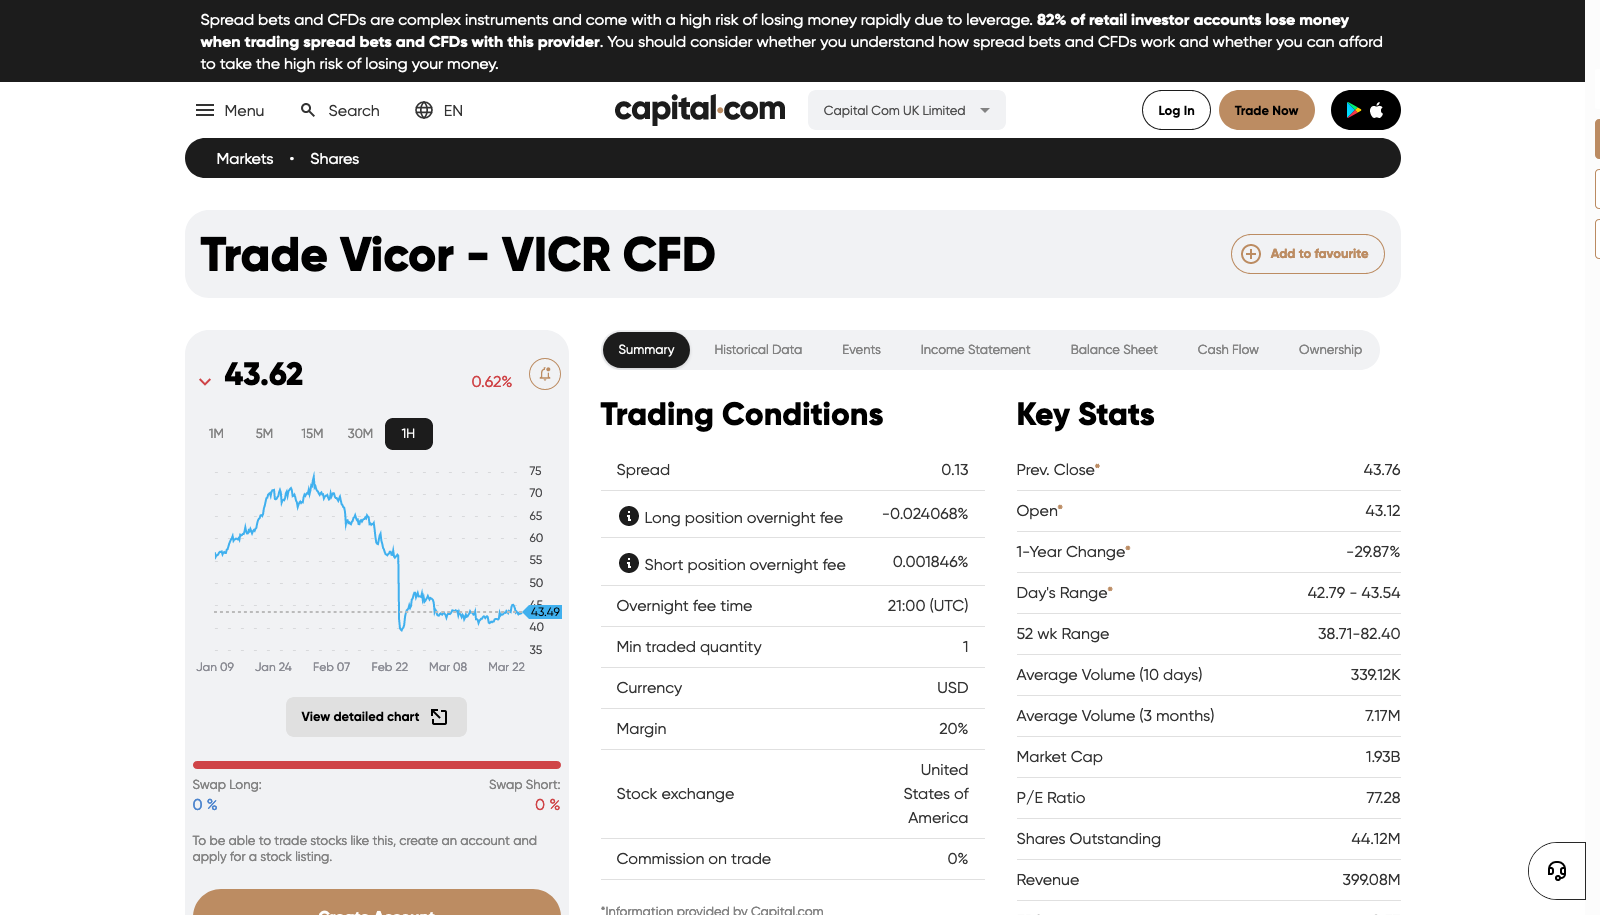 Spread bets and CFDs are complex instruments and come with a high risk of losing money rapidly due to leverage. 82% of retail investor accounts lose money
when trading spread bets and CFDs with this provider. You should consider whether you understand how spread bets and CFDs work and whether you can afford
to take the high risk of losing your money.
Menu
Search
EN
capital.com
Capital Com UK Limited
Log In
Trade Now
Markets • Shares
Trade Vicor - VICR CFD
Add to favourite
43.62
0.62%
1M 5M 15M 30M 1H
75
70
65
60
55
50
45
43.49
40
35
Jan 09 Jan 24 Feb 07 Feb 22 Mar 08 Mar 22
View detailed chart
Swap Long: Swap Short:
0 % 0 %
To be able to trade stocks like this, create an account and
apply for a stock listing.
Create Account
Summary Historical Data Events Income Statement Balance Sheet Cash Flow Ownership
Trading Conditions
Spread 0.13
Long position overnight fee -0.024068%
Short position overnight fee 0.001846%
Overnight fee time 21:00 (UTC)
Min traded quantity 1
Currency USD
Margin 20%
Stock exchange United
States of
America
Commission on trade 0%
*Information provided by Capital.com
Key Stats
Prev. Close* 43.76
Open* 43.12
1-Year Change* -29.87%
Day's Range* 42.79 - 43.54
52 wk Range 38.71-82.40
Average Volume (10 days) 339.12K
Average Volume (3 months) 7.17M
Market Cap 1.93B
P/E Ratio 77.28
Shares Outstanding 44.12M
Revenue 399.08M